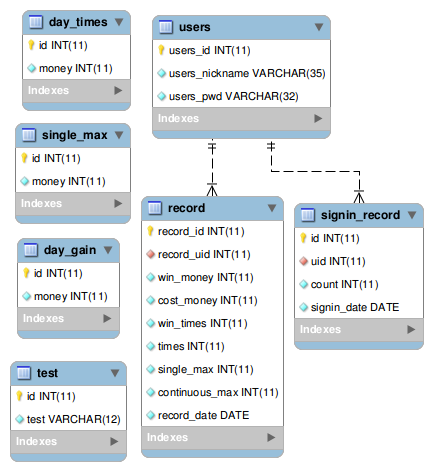 day_times
id INT(11)
money INT(11)
Indexes
single_max
id INT(11)
money INT(11)
Indexes
day_gain
id INT(11)
money INT(11)
Indexes
test
id INT(11)
test VARCHAR(12)
Indexes
users
users_id INT(11)
users_nickname VARCHAR(35)
users_pwd VARCHAR(32)
Indexes
record
record_id INT(11)
record_uid INT(11)
win_money INT(11)
cost_money INT(11)
win_times INT(11)
times INT(11)
single_max INT(11)
continuous_max INT(11)
record_date DATE
Indexes
signin_record
id INT(11)
uid INT(11)
count INT(11)
signin_date DATE
Indexes